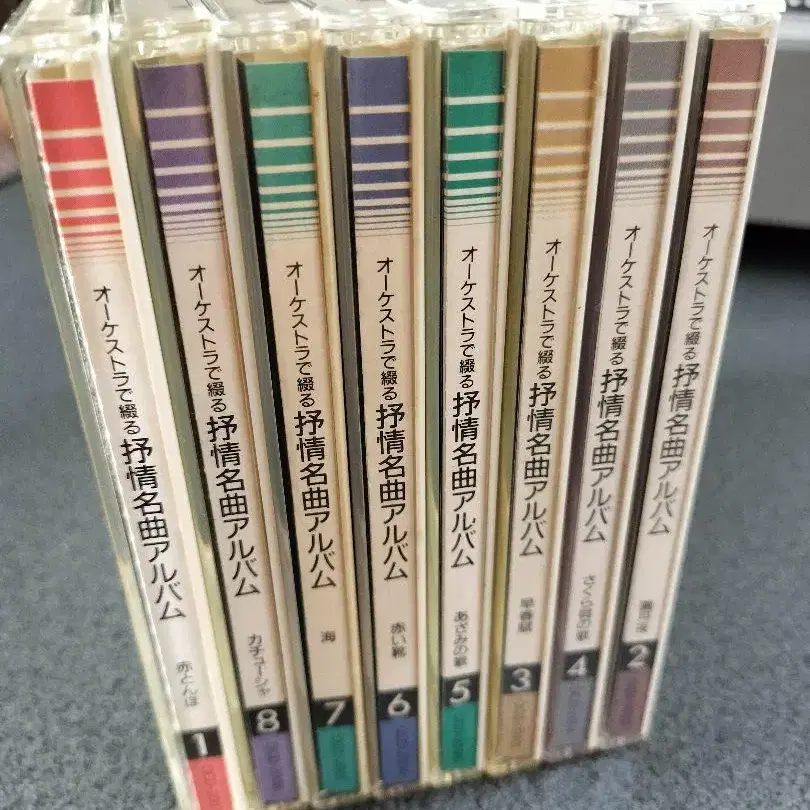 オーケストラで綴る 抒情名曲アルバム 赤とんぼ 1
オーケストラで綴る 抒情名曲アルバム カチューシャ 8
オーケストラで綴る 抒情名曲アルバム 海 7
オーケストラで綴る 抒情名曲アルバム 赤い靴 6
オーケストラで綴る 抒情名曲アルバム あざみの歌 5
オーケストラで綴る 抒情名曲アルバム 早春賦 3
オーケストラで綴る 抒情名曲アルバム さくら貝の歌 4
オーケストラで綴る 抒情名曲アルバム 2